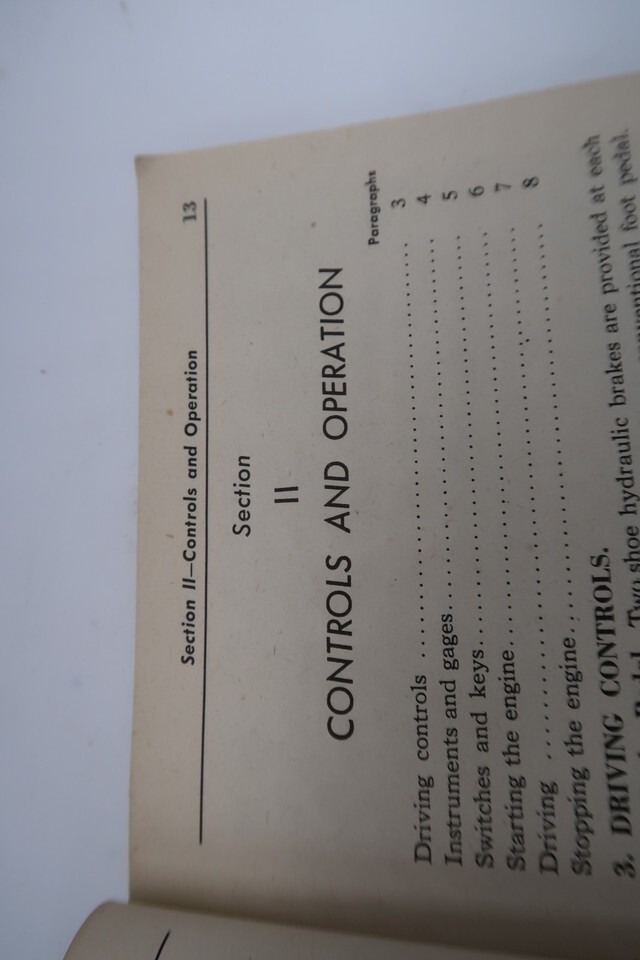 Section II—Controls and Operation 13
Section
II
CONTROLS AND OPERATION
Paragraphs
Driving controls .......................................... 3
Instruments and gages....................................... 4
Switches and keys........................................... 5
Starting the engine......................................... 6
Driving .................................................... 7
Stopping the engine......................................... 8
3. DRIVING CONTROLS.
Two shoe hydraulic brakes are provided at each
foot pedal.